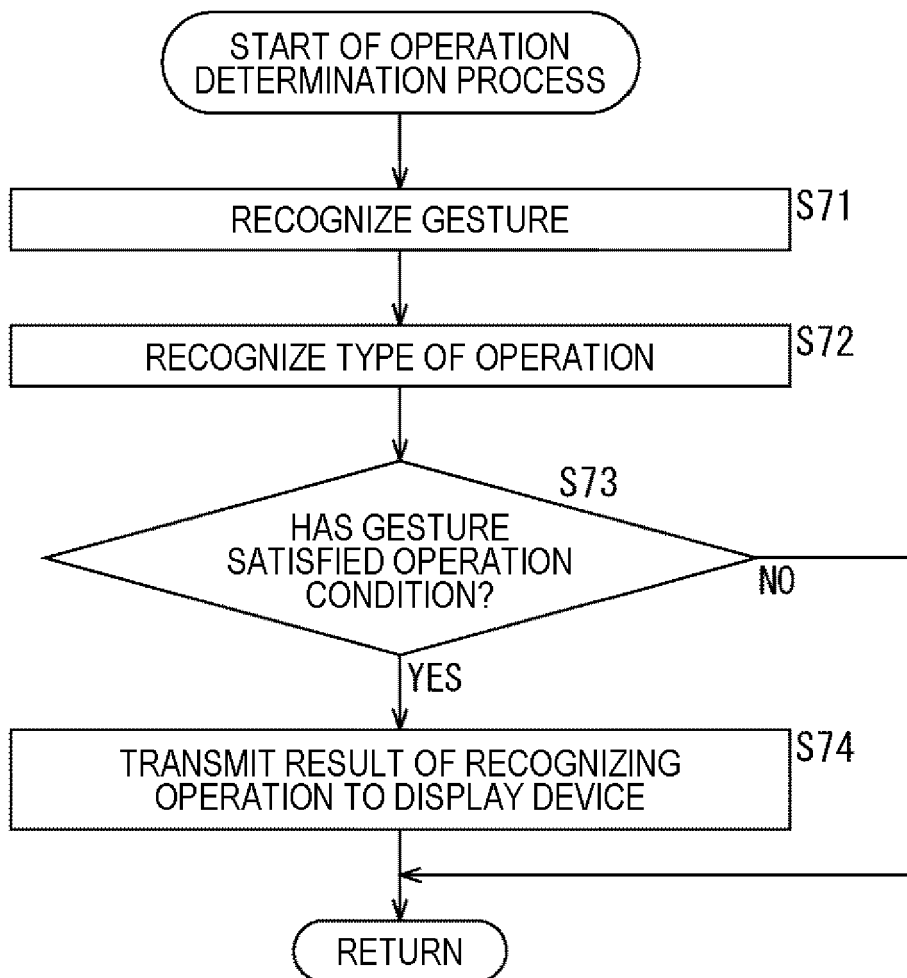 START OF OPERATION
DETERMINATION PROCESS
RECOGNIZE GESTURE
S71
RECOGNIZE TYPE OF OPERATION
S72
S73
HAS GESTURE
SATISFIED OPERATION
CONDITION?
NO
YES
TRANSMIT RESULT OF RECOGNIZING
OPERATION TO DISPLAY DEVICE
S74
RETURN